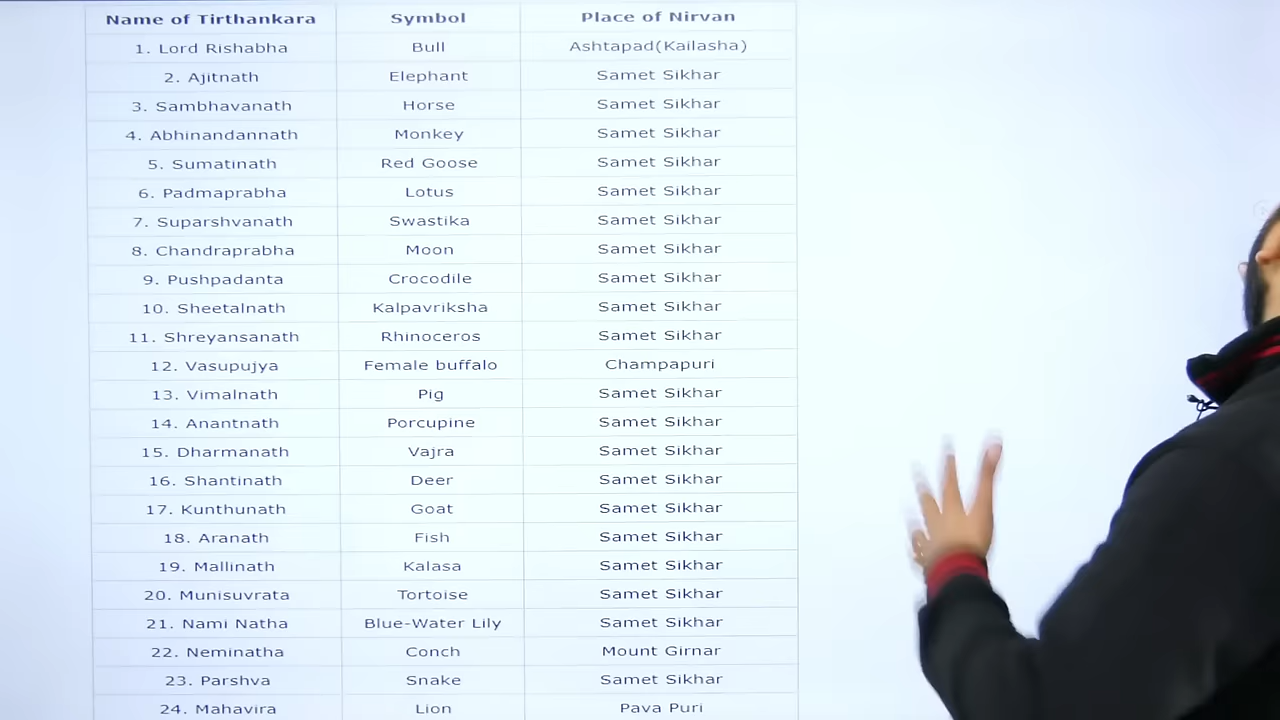 Name of Tirthankara Symbol Place of Nirvan
1. Lord Rishabha Bull Ashtapad(Kailasha)
2. Ajitnath Elephant Samet Sikhar
3. Sambhavanath Horse Samet Sikhar
4. Abhinandannath Monkey Samet Sikhar
5. Sumatinath Red Goose Samet Sikhar
6. Padmaprabha Lotus Samet Sikhar
7. Suparshvanath Swastika Samet Sikhar
8. Chandraprabha Moon Samet Sikhar
9. Pushpadanta Crocodile Samet Sikhar
10. Sheetalnath Kalpavriksha Samet Sikhar
11. Shreyansanath Rhinoceros Samet Sikhar
12. Vasupujya Female buffalo Champapuri
13. Vimalnath Pig Samet Sikhar
14. Anantnath Porcupine Samet Sikhar
15. Dharmanath Vajra Samet Sikhar
16. Shantinath Deer Samet Sikhar
17. Kunthunath Goat Samet Sikhar
18. Aranath Fish Samet Sikhar
19. Mallinath Kalasa Samet Sikhar
20. Munisuvrata Tortoise Samet Sikhar
21. Nami Natha Blue-Water Lily Samet Sikhar
22. Neminatha Conch Mount Girnar
23. Parshva Snake Samet Sikhar
24. Mahavira Lion Pava Puri